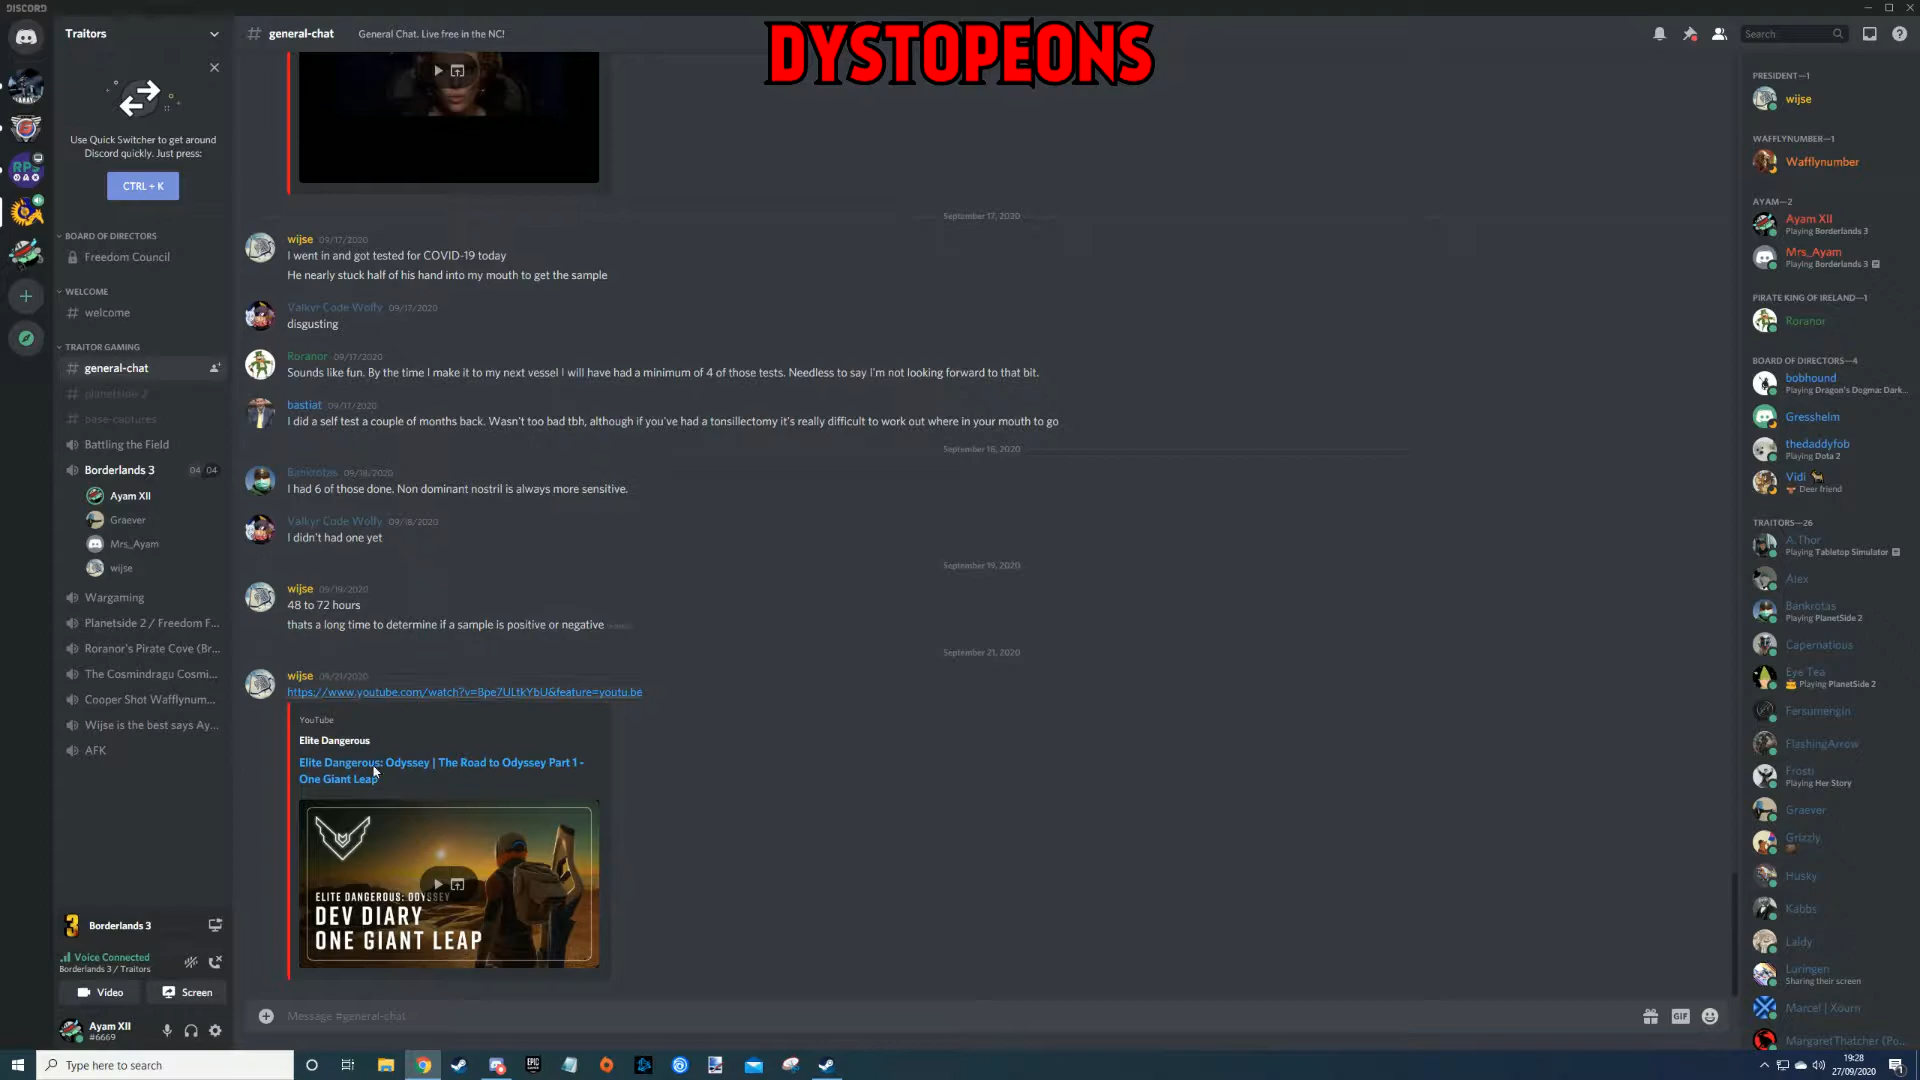 DISCORD
DYSTOPEONS
Traitors
Use Quick Switcher to get around
Discord quickly. Just press:
CTRL + K
BOARD OF DIRECTORS
Freedom Council
WELCOME
# welcome
TRAITOR GAMING
# general-chat
# planetside-2
# base-captures
Battling the Field
Borderlands 3 04 04
Ayam XII
Graever
Mrs_Ayam
wijse
Wargaming
Planetside 2 / Freedom F...
Roranor's Pirate Cove (Br...
The Cosmindragu Cosmi...
Cooper Shot Wafflynum...
Wijse is the best says Ay...
AFK
3 Borderlands 3
Voice Connected
Borderlands 3 / Traitors
Video Screen
Ayam XII
#6669
# general-chat General Chat. Live free in the NC!
Search
September 17, 2020
wijse 09/17/2020
I went in and got tested for COVID-19 today
He nearly stuck half of his hand into my mouth to get the sample
Valkyr Code Wolfy 09/17/2020
disgusting
Roranor 09/17/2020
Sounds like fun. By the time I make it to my next vessel I will have had a minimum of 4 of those tests. Needless to say I'm not looking forward to that bit.
bastiat 09/17/2020
I did a self test a couple of months back. Wasn't too bad tbh, although if you've had a tonsillectomy it's really difficult to work out where in your mouth to go
September 18, 2020
Bankrotas 09/18/2020
I had 6 of those done. Non dominant nostril is always more sensitive.
Valkyr Code Wolfy 09/18/2020
I didn't had one yet
September 19, 2020
wijse 09/19/2020
48 to 72 hours
thats a long time to determine if a sample is positive or negative
September 21, 2020
wijse 09/21/2020
https://www.youtube.com/watch?v=8pe7ULtkYbU&feature=youtu.be
YouTube
Elite Dangerous
Elite Dangerous: Odyssey | The Road to Odyssey Part 1 -
One Giant Leap
ELITE DANGEROUS: ODYSSEY
DEV DIARY
ONE GIANT LEAP
Message #general-chat
GIF
PRESIDENT—1
wijse
WAFFLYNUMBER—1
Wafflynumber
AYAM—2
Ayam XII
Playing Borderlands 3
Mrs_Ayam
Playing Borderlands 3
PIRATE KING OF IRELAND—1
Roranor
BOARD OF DIRECTORS—4
bobhound
Playing Dragon's Dogma: Dark...
Gresshelm
thedaddyfob
Playing Dota 2
Vidi
Deer friend
TRAITORS—26
A.Thor
Playing Tabletop Simulator
Alex
Bankrotas
Playing PlanetSide 2
Capernatious
Eye Tea
Playing PlanetSide 2
Fersumengin
FlashingArrow
Frosti
Playing Her Story
Graever
Grizzly
Husky
Kabbs
Laldy
Luringen
Sharing their screen
Marcel | Xourn
MargaretThatcher (Po...
Type here to search
EPIC
19:28
27/09/2020